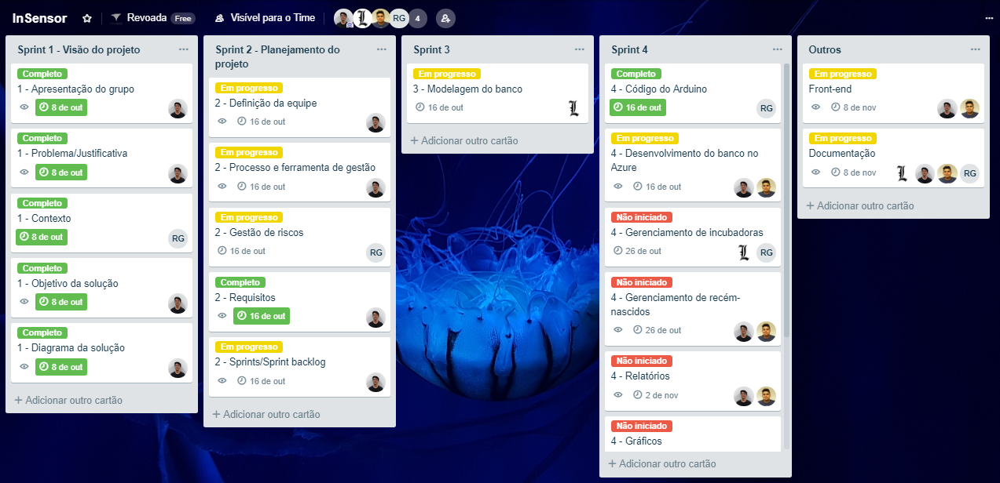 InSensor
Revoada Free
Visível para o Time
RG
4
Sprint 1 - Visão do projeto
Completo
1 - Apresentação do grupo
8 de out
Completo
1 - Problema/Justificativa
8 de out
Completo
1 - Contexto
8 de out
RG
Completo
1 - Objetivo da solução
8 de out
Completo
1 - Diagrama da solução
8 de out
+ Adicionar outro cartão
Sprint 2 - Planejamento do
projeto
Em progresso
2 - Definição da equipe
16 de out
Em progresso
2 - Processo e ferramenta de gestão
16 de out
Em progresso
2 - Gestão de riscos
16 de out
RG
Completo
2 - Requisitos
16 de out
Em progresso
2 - Sprints/Sprint backlog
16 de out
+ Adicionar outro cartão
Sprint 3
Em progresso
3 - Modelagem do banco
16 de out
L
+ Adicionar outro cartão
Sprint 4
Completo
4 - Código do Arduino
16 de out
RG
Em progresso
4 - Desenvolvimento do banco no
Azure
16 de out
Não iniciado
4 - Gerenciamento de incubadoras
26 de out
L RG
Não iniciado
4 - Gerenciamento de recém-
nascidos
26 de out
Não iniciado
4 - Relatórios
2 de nov
Não iniciado
4 - Gráficos
+ Adicionar outro cartão
Outros
Em progresso
Front-end
8 de nov
Em progresso
Documentação
8 de nov
L RG
+ Adicionar outro cartão